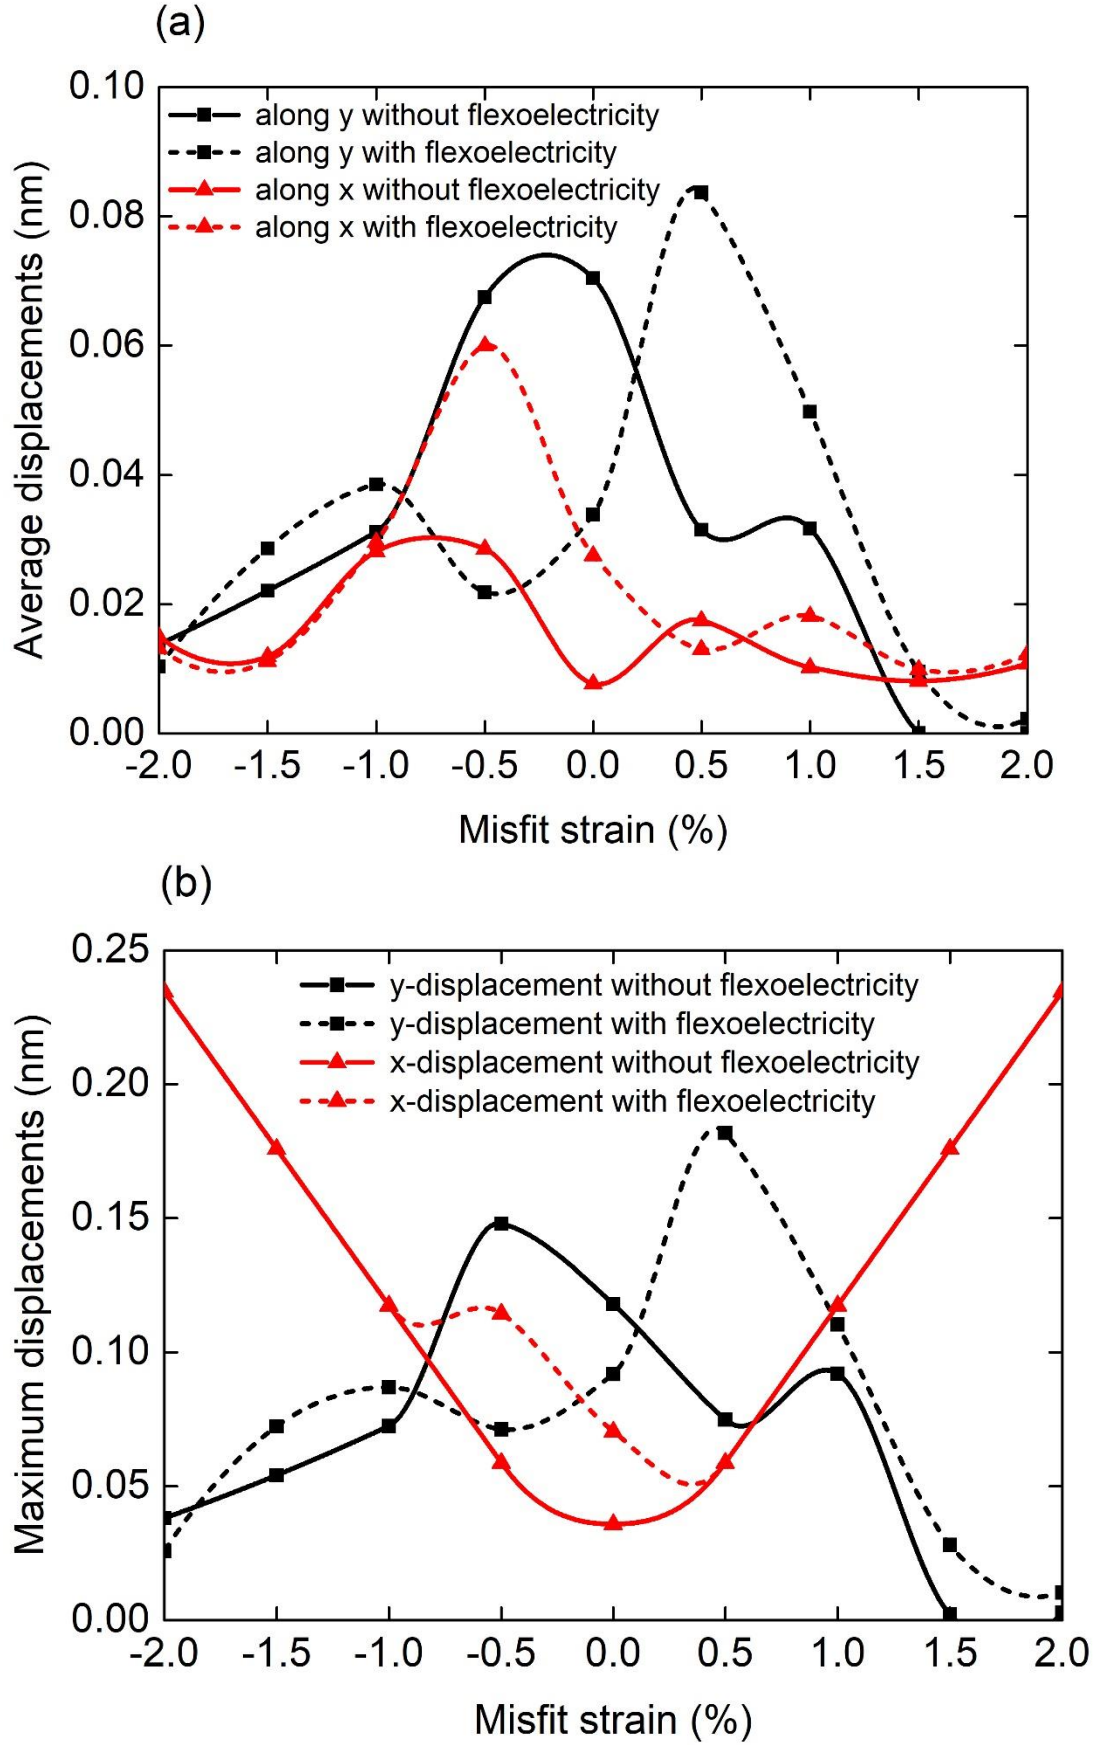 (a)
0.10
along y without flexoelectricity
along y with flexoelectricity
along x without flexoelectricity
along x with flexoelectricity
0.08
0.06
0.04
0.02
0.00
Average displacements (nm)
-2.0 -1.5 -1.0 -0.5 0.0 0.5 1.0 1.5 2.0
Misfit strain (%)
(b)
0.25
y-displacement without flexoelectricity
y-displacement with flexoelectricity
x-displacement without flexoelectricity
x-displacement with flexoelectricity
0.20
0.15
0.10
0.05
0.00
Maximum displacements (nm)
-2.0 -1.5 -1.0 -0.5 0.0 0.5 1.0 1.5 2.0
Misfit strain (%)